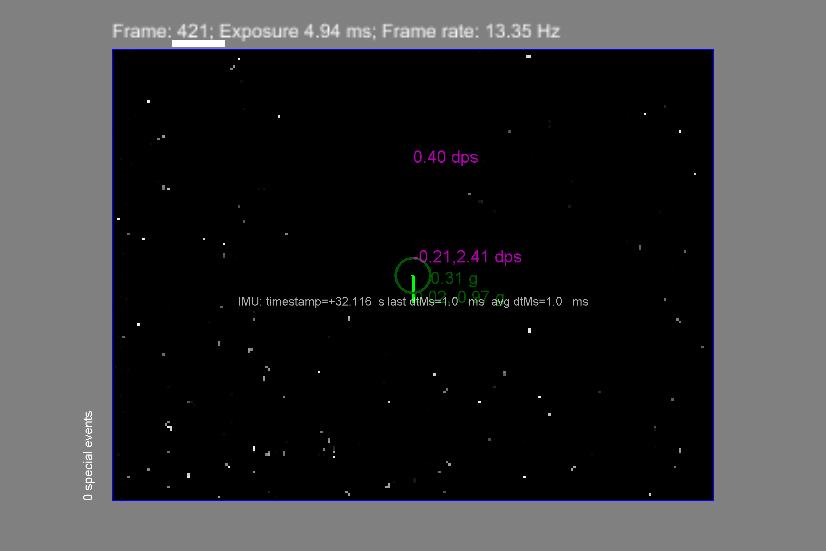 Frame: 421; Exposure 4.94 ms; Frame rate: 13.35 Hz
0.40 dps
-0.21,2.41 dps
0.31 g
IMU: timestamp=+32.116 s last dtMs=1.0 ms avg dtMs=1.0 ms
0 special events